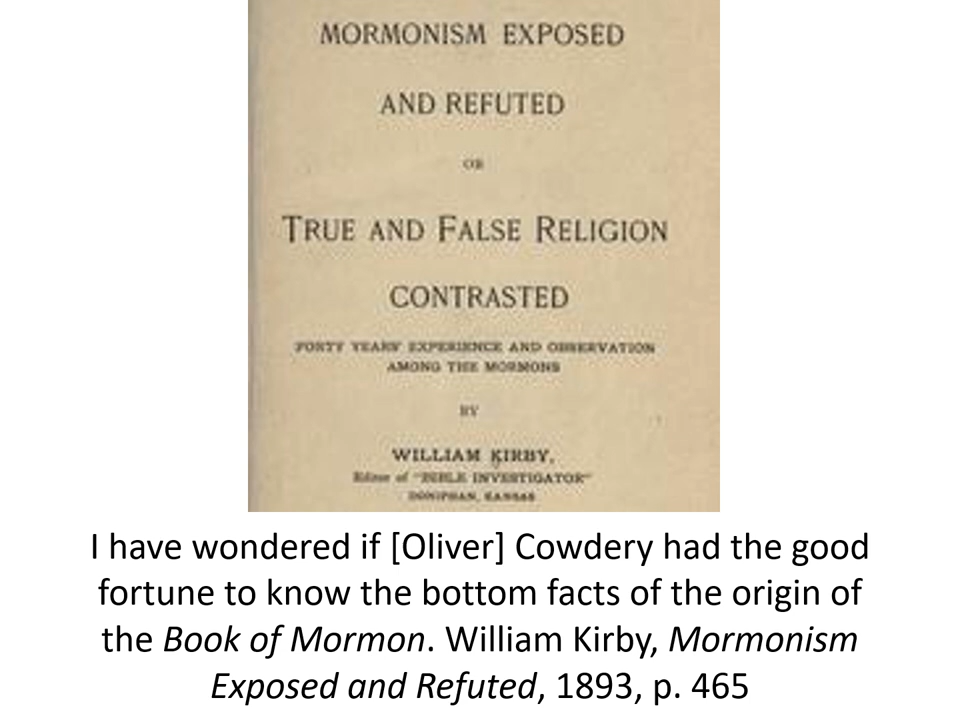 MORMONISM EXPOSED
AND REFUTED
OR
TRUE AND FALSE RELIGION
CONTRASTED
FORTY YEARS' EXPERIENCE AND OBSERVATION
AMONG THE MORMONS
BY
WILLIAM KIRBY,
Editor of "BIBLE INVESTIGATOR"
DONIPHAN, KANSAS
I have wondered if [Oliver] Cowdery had the good
fortune to know the bottom facts of the origin of
the Book of Mormon. William Kirby, Mormonism
Exposed and Refuted, 1893, p. 465